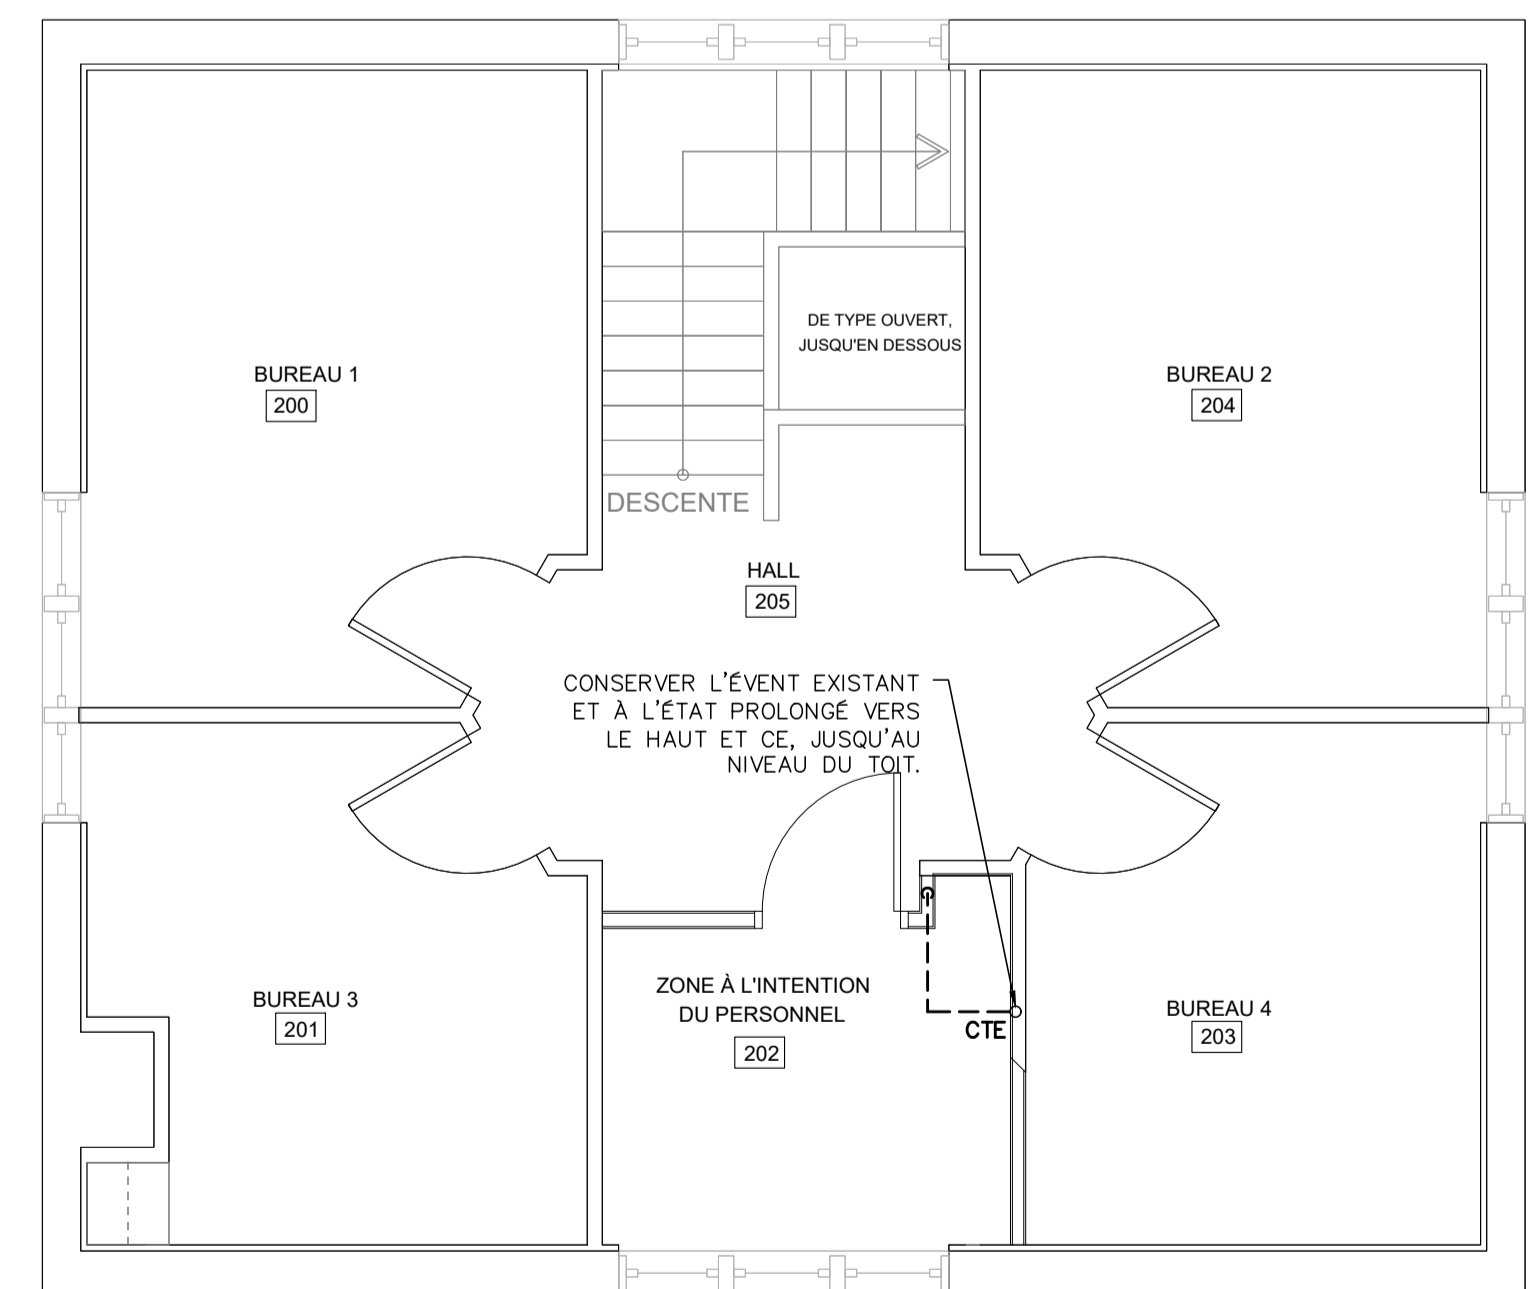 DE TYPE OUVERT,
JUSQU'EN DESSOUS
BUREAU 1
200
BUREAU 2
204
DESCENTE
HALL
205
CONSERVER L'ÉVENT EXISTANT
ET À L'ÉTAT PROLONGÉ VERS
LE HAUT ET CE, JUSQU'AU
NIVEAU DU TOIT.
ZONE À L'INTENTION
DU PERSONNEL
202
BUREAU 3
201
CTE
BUREAU 4
203